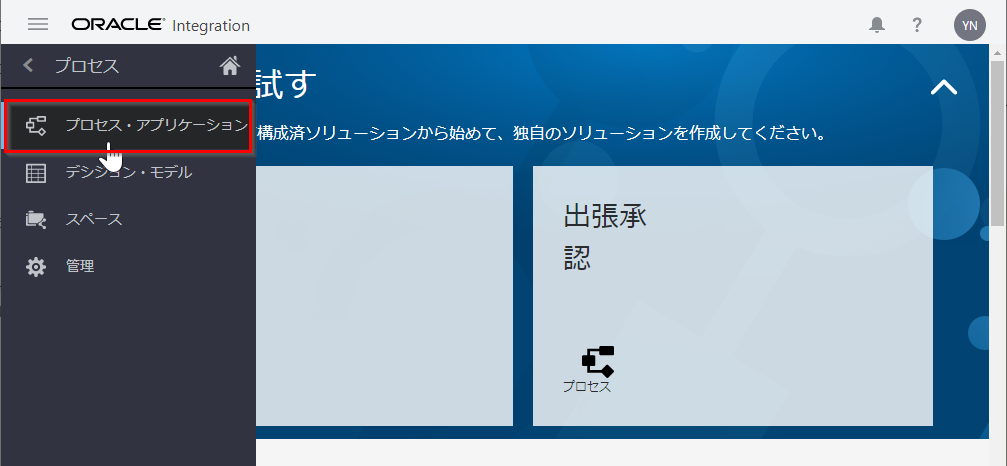 ORACLE Integration
?
YN
プロセス
試す
プロセス・アプリケーション
構成済ソリューションから始めて、独自のソリューションを作成してください。
デシジョン・モデル
スペース
管理
出張承
認
プロセス